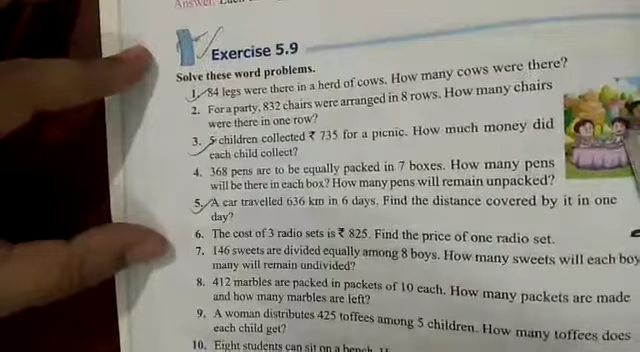 Answer:
Exercise 5.9
Solve these word problems.
1. 84 legs were there in a herd of cows. How many cows were there?
2. For a party, 832 chairs were arranged in 8 rows. How many chairs
were there in one row?
3. 5 children collected ₹ 735 for a picnic. How much money did
each child collect?
4. 368 pens are to be equally packed in 7 boxes. How many pens
will be there in each box? How many pens will remain unpacked?
5. A car travelled 636 km in 6 days. Find the distance covered by it in one
day?
6. The cost of 3 radio sets is ₹ 825. Find the price of one radio set.
7. 146 sweets are divided equally among 8 boys. How many sweets will each boy
many will remain undivided?
8. 412 marbles are packed in packets of 10 each. How many packets are made
and how many marbles are left?
9. A woman distributes 425 toffees among 5 children. How many toffees does
each child get?
10. Eight students can sit on a bench